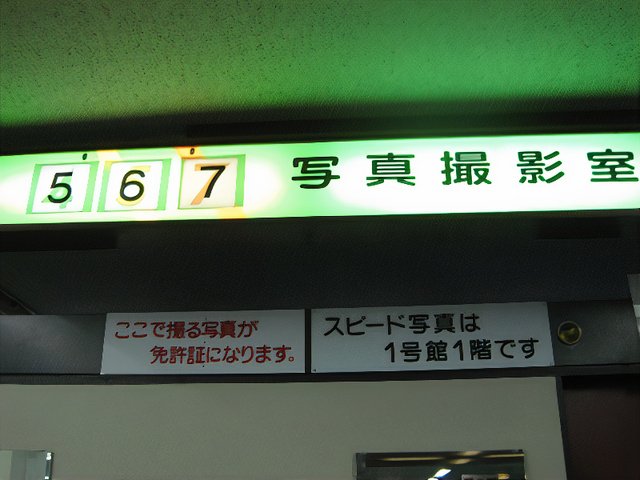 5 6 7 写真撮影室
ここで撮る写真が
免許証になります。
スピード写真は
1号館1階です